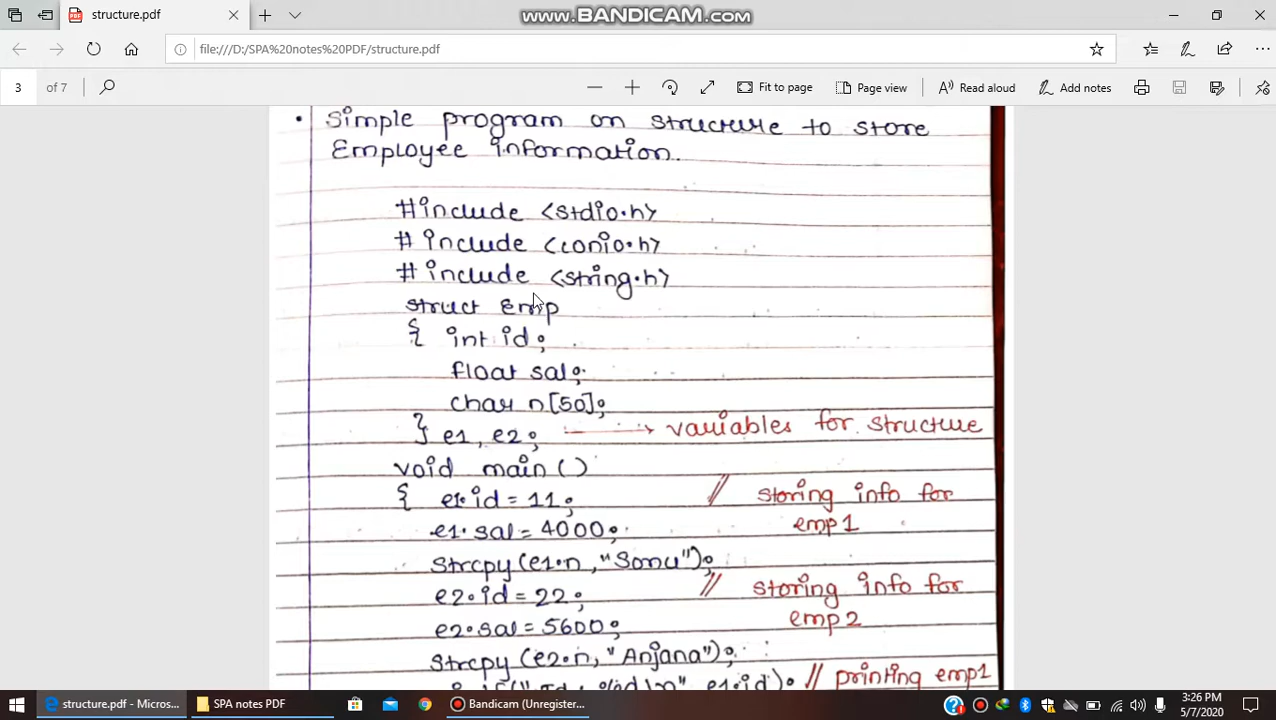 structure.pdf
www.BANDICAM.com
file:///D:/SPA%20notes%20PDF/structure.pdf
3 of 7
Fit to page
Page view
Read aloud
Add notes
• Simple program on structure to store
Employee information.
#include <stdio.h>
# include <conio.h>
# include <string.h>
struct Emp
{ int id;
float sal;
char n[50];
} e1, e2; → variables for structure
void main()
{ e1.id = 11; // storing info for
emp1
e1.sal = 4000;
Strcpy(e1.n,"Sonu");
e2.id = 22; // storing info for
emp2
e2.sal = 5600;
Strcpy(e2.n, "Anjana");
e1.id); // printing emp1
structure.pdf - Micros...
SPA notes PDF
Bandicam (Unregister...
3:26 PM
5/7/2020